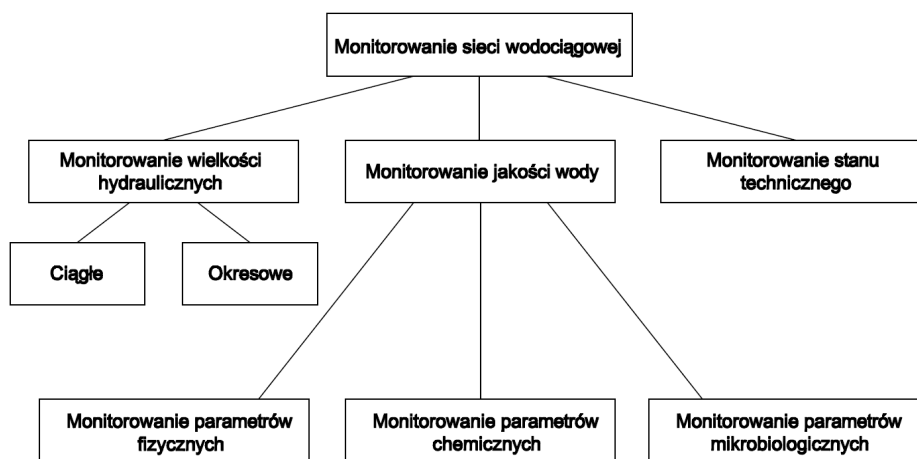 Monitorowanie sieci wodociągowej
Monitorowanie wielkości
hydraulicznych
Monitorowanie jakości wody
Monitorowanie stanu
technicznego
Ciągłe
Okresowe
Monitorowanie parametrów
fizycznych
Monitorowanie parametrów
chemicznych
Monitorowanie parametrów
mikrobiologicznych